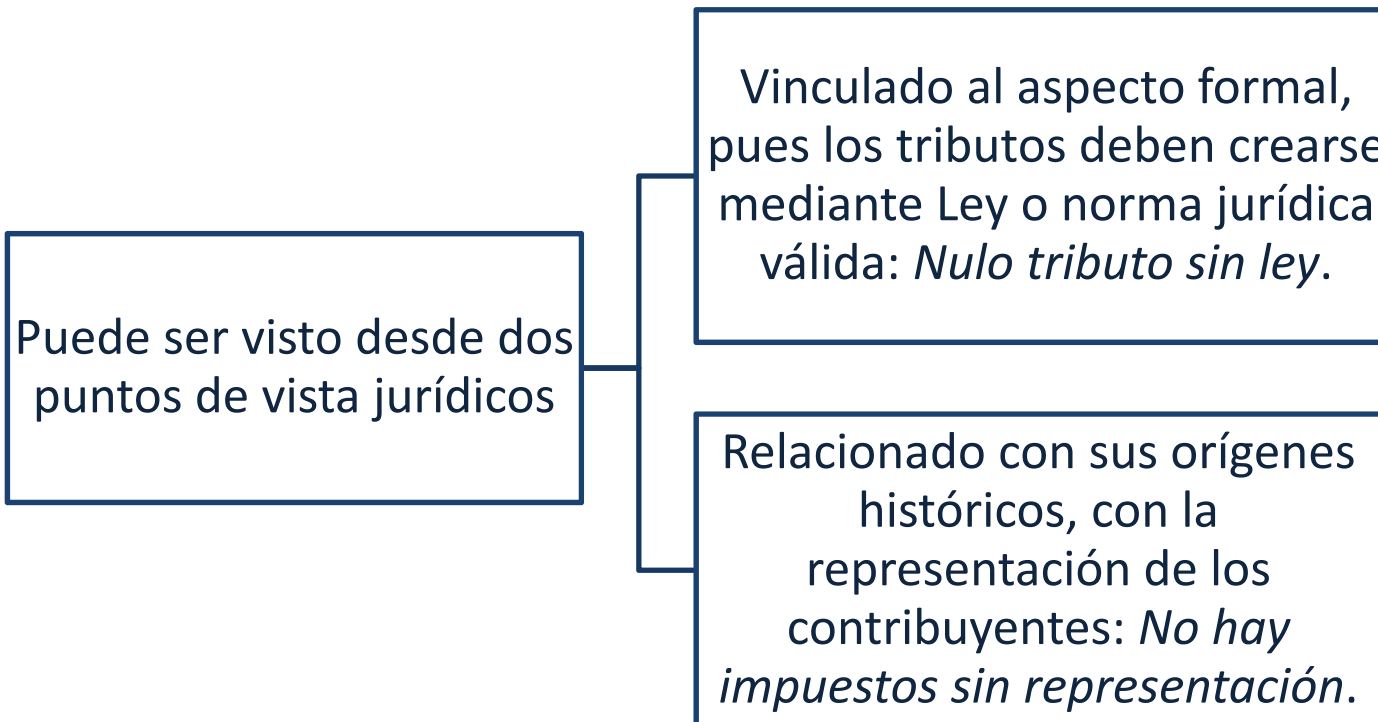 Puede ser visto desde dos
puntos de vista jurídicos
Vinculado al aspecto formal,
pues los tributos deben crearse
mediante Ley o norma jurídica
válida: Nulo tributo sin ley.
Relacionado con sus orígenes
históricos, con la
representación de los
contribuyentes: No hay
impuestos sin representación.